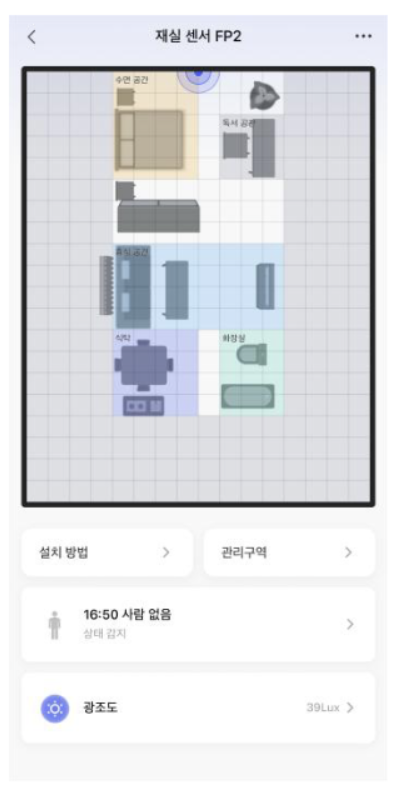 재실 센서 FP2
수면 공간
독서 공간
휴식 공간
식탁
화장실
설치 방법
관리구역
16:50 사람 없음
상태 감지
광조도
39Lux